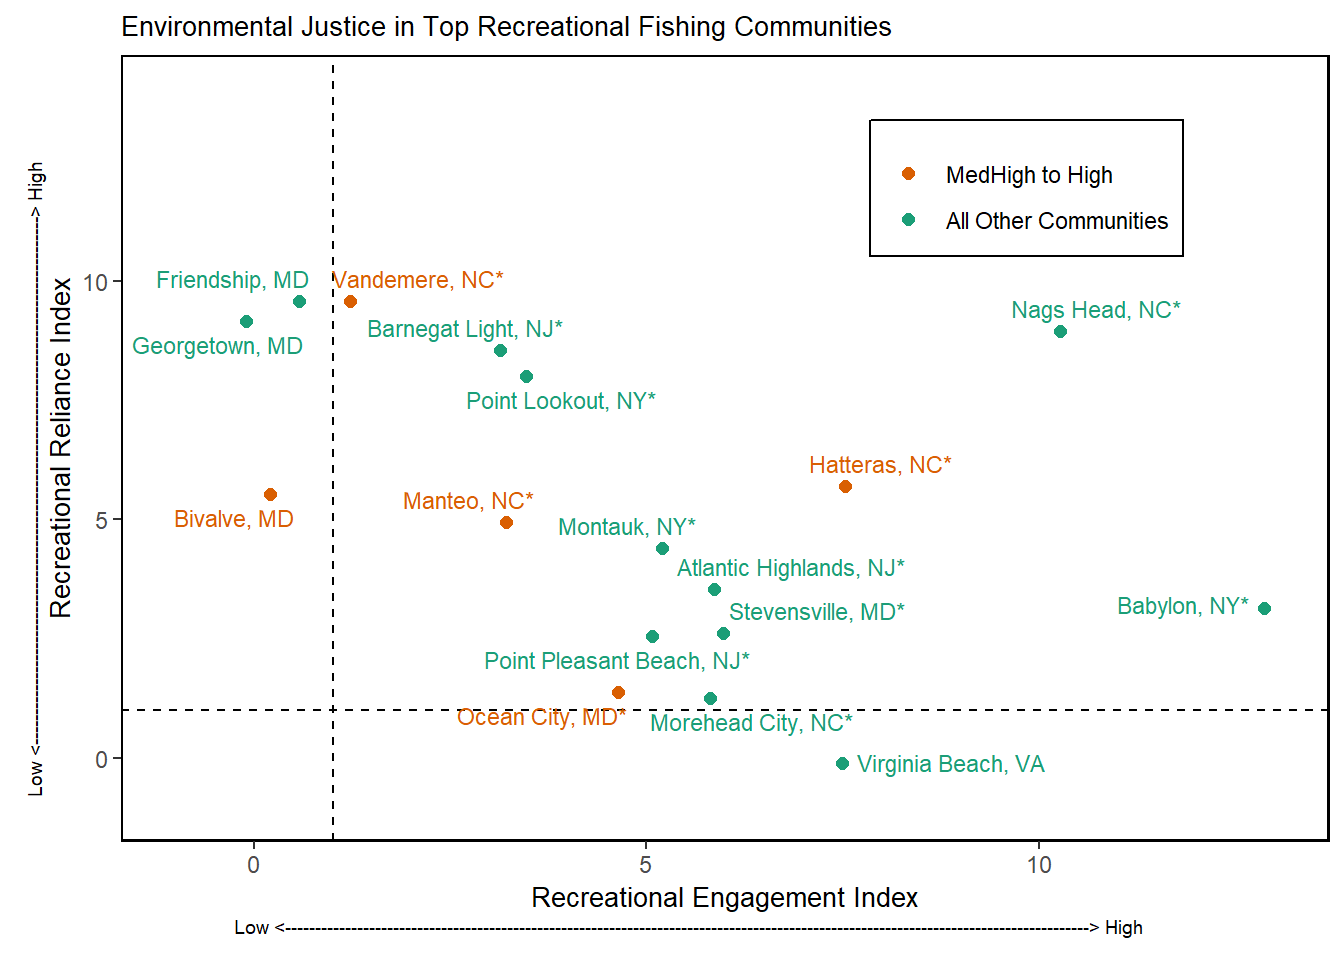 Environmental Justice in Top Recreational Fishing Communities
MedHigh to High
All Other Communities
Friendship, MD
Vandemere, NC*
Georgetown, MD
Barnegat Light, NJ*
Nags Head, NC*
Point Lookout, NY*
Hatteras, NC*
Bivalve, MD
Manteo, NC*
Montauk, NY*
Atlantic Highlands, NJ*
Stevensville, MD*
Babylon, NY*
Point Pleasant Beach, NJ*
Ocean City, MD*
Morehead City, NC*
Virginia Beach, VA
10
5
0
0
5
10
Recreational Reliance Index
Low <--------------------------------------------------> High
Recreational Engagement Index
Low <--------------------------------------------------> High